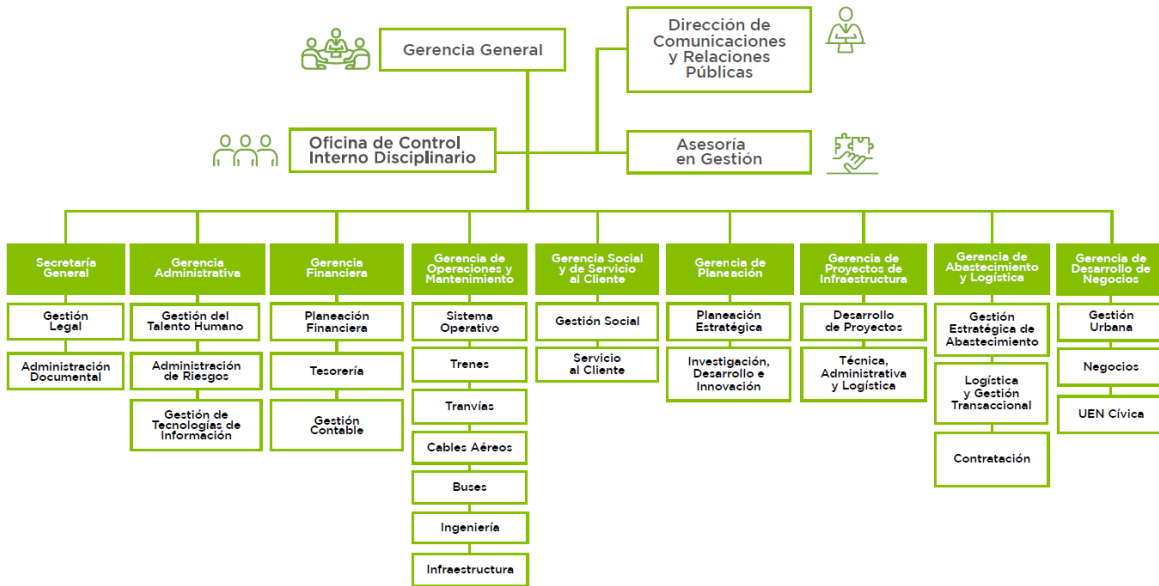 Gerencia General
Dirección de
Comunicaciones
y Relaciones
Públicas
Oficina de Control
Interno Disciplinario
Asesoría
en Gestión
Secretaría
General
Gestión
Legal
Administración
Documental
Gerencia
Administrativa
Gestión del
Talento Humano
Administración
de Riesgos
Gestión de
Tecnologías de
Información
Gerencia
Financiera
Planeación
Financiera
Tesorería
Gestión
Contable
Gerencia de
Operaciones y
Mantenimiento
Sistema
Operativo
Trenes
Tranvías
Cables Aéreos
Buses
Ingeniería
Infraestructura
Gerencia Social
y de Servicio
al Cliente
Gestión Social
Servicio
al Cliente
Gerencia de
Planeación
Planeación
Estratégica
Investigación,
Desarrollo e
Innovación
Gerencia de
Proyectos de
Infraestructura
Desarrollo
de Proyectos
Técnica,
Administrativa
y Logística
Gerencia de
Abastecimiento
y Logística
Gestión
Estratégica de
Abastecimiento
Logística
y Gestión
Transaccional
Contratación
Gerencia de
Desarrollo de
Negocios
Gestión
Urbana
Negocios
UEN Cívica